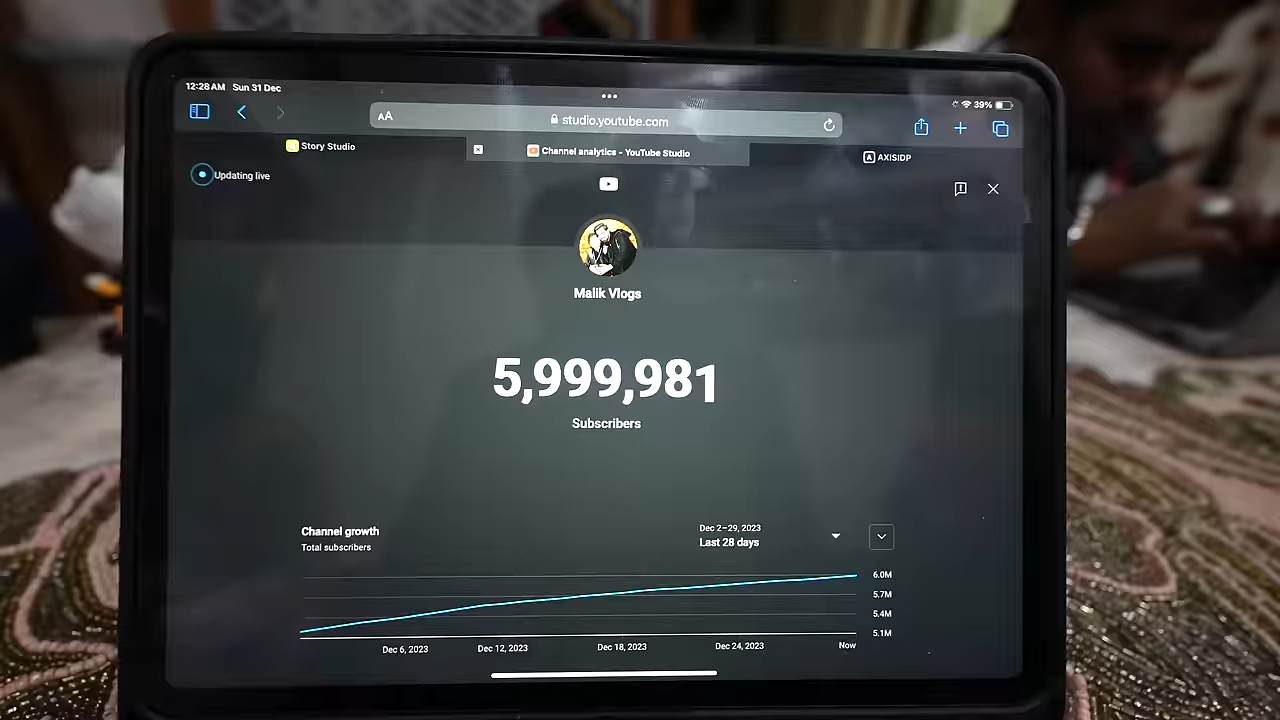 12:28 AM Sun 31 Dec
39%
AA studio.youtube.com
Story Studio
Channel analytics - YouTube Studio
AXISIDP
Updating live
Malik Vlogs
5,999,981
Subscribers
Channel growth
Total subscribers
Dec 2–29, 2023
Last 28 days
6.0M
5.7M
5.4M
5.1M
Dec 6, 2023 Dec 12, 2023 Dec 18, 2023 Dec 24, 2023 Now